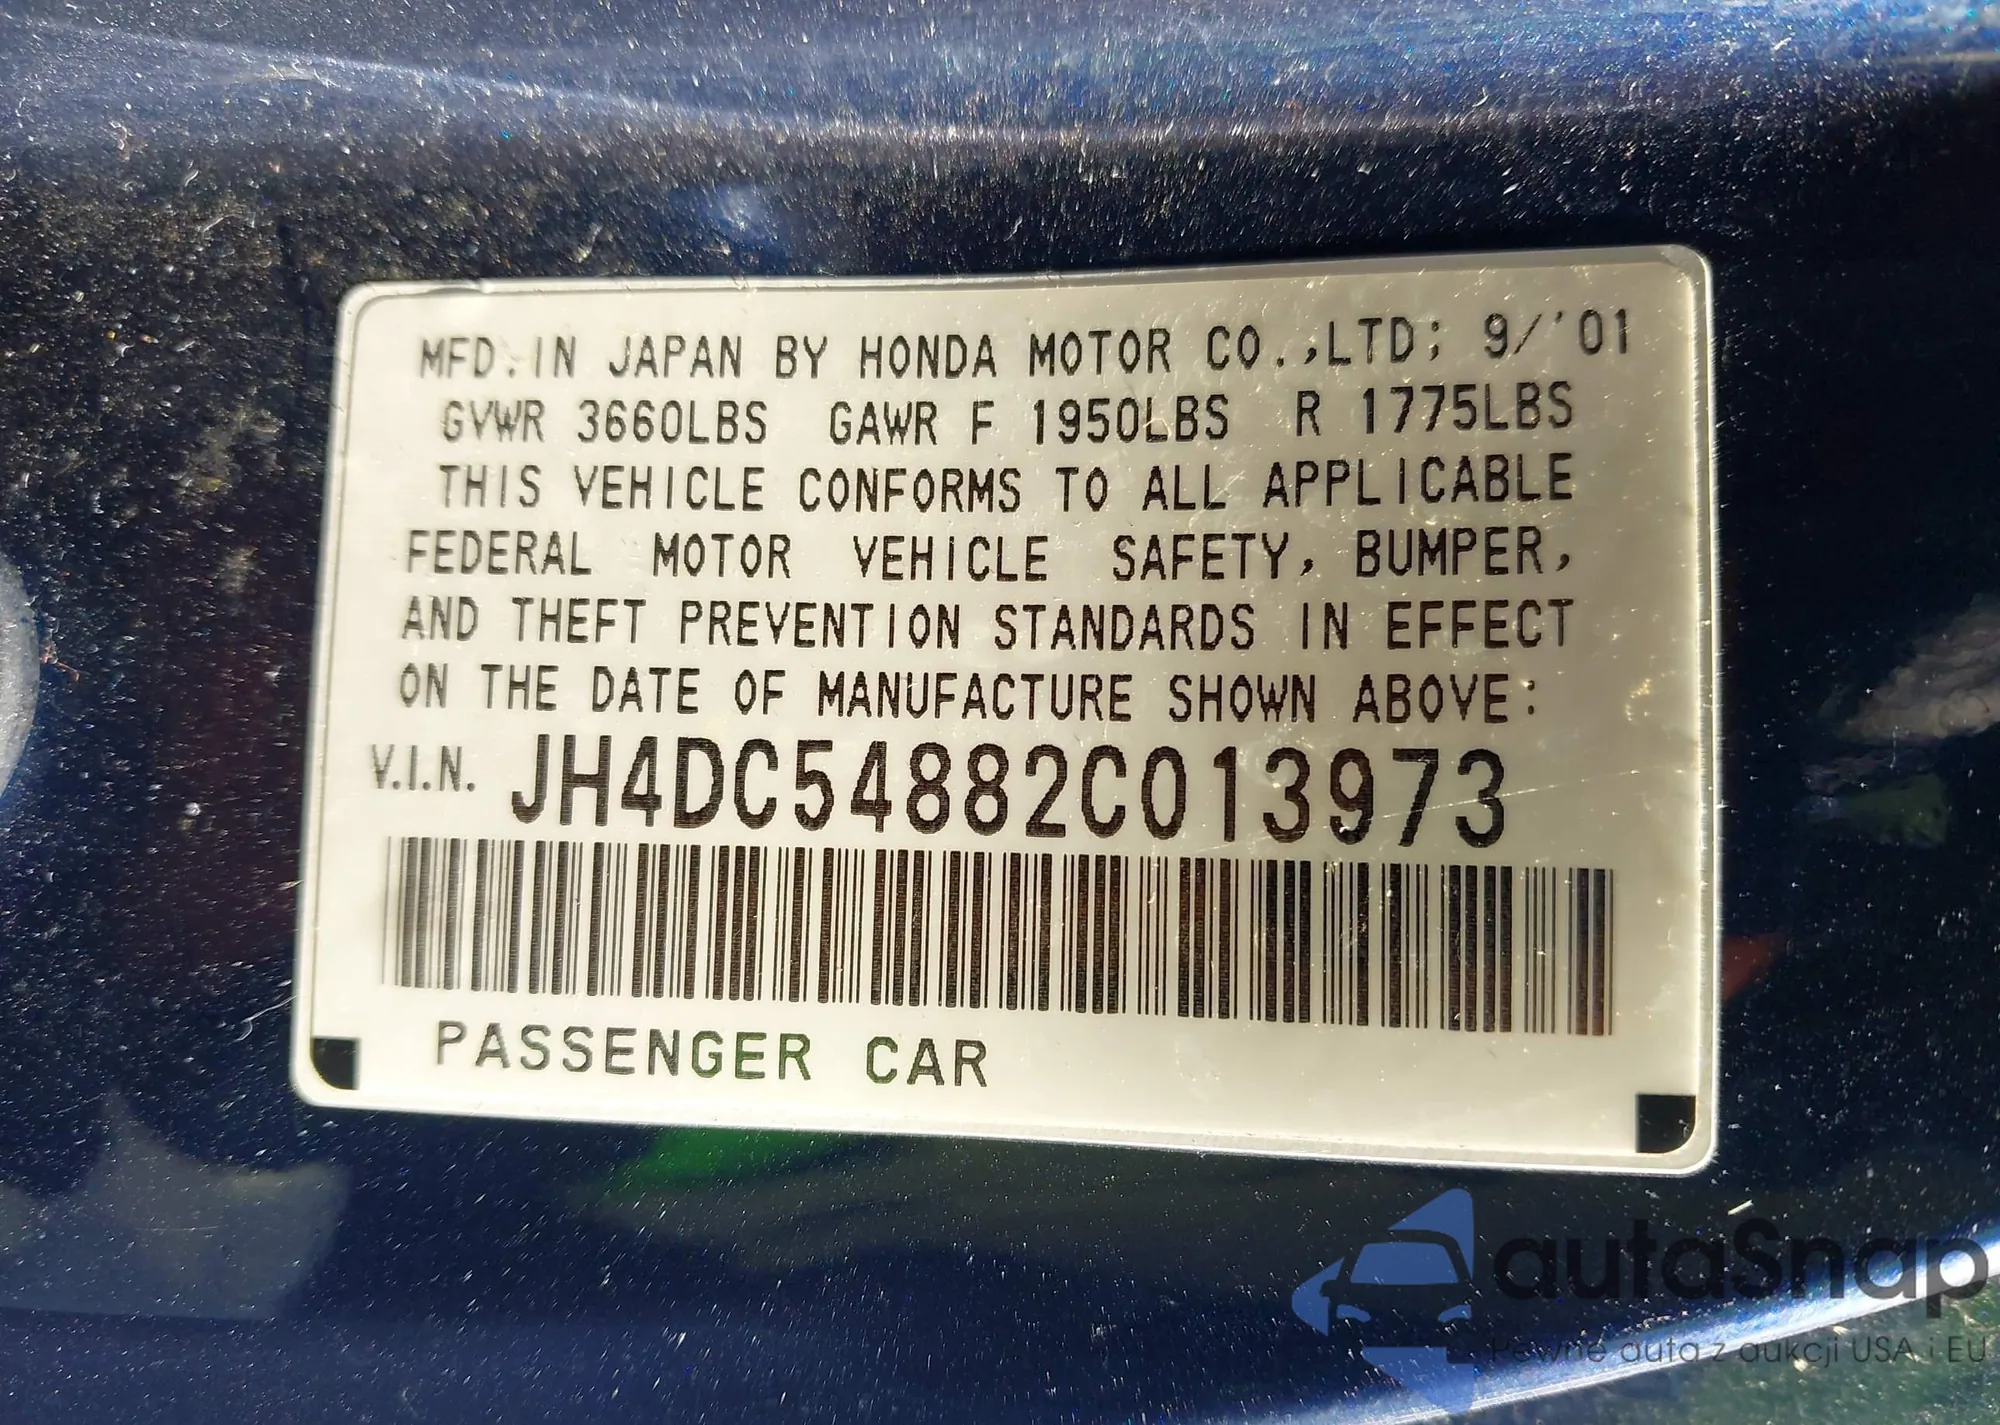 MFD. IN JAPAN BY HONDA MOTOR CO.,LTD; 9/'01
GVWR 3660LBS GAWR F 1950LBS R 1775LBS
THIS VEHICLE CONFORMS TO ALL APPLICABLE
FEDERAL MOTOR VEHICLE SAFETY, BUMPER,
AND THEFT PREVENTION STANDARDS IN EFFECT
ON THE DATE OF MANUFACTURE SHOWN ABOVE:
V.I.N. JH4DC54882C013973
PASSENGER CAR
autaSnap
Pewne auta z aukcji USA i EU